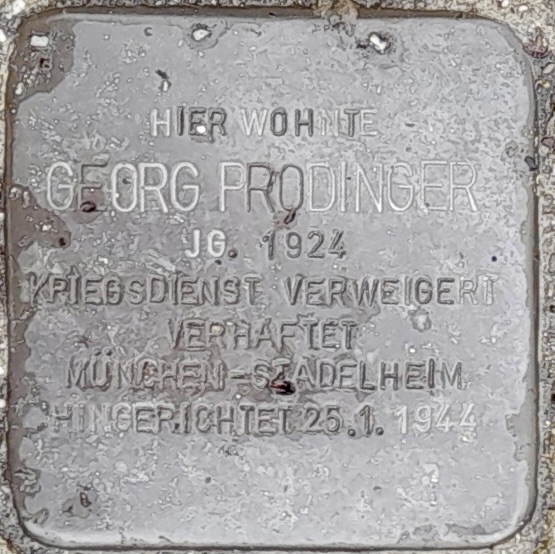 HIER WOHNTE
GEORG PRODINGER
JG. 1924
KRIEGSDIENST VERWEIGERT
VERHAFTET
MÜNCHEN-STADELHEIM
HINGERICHTET 25.1.1944